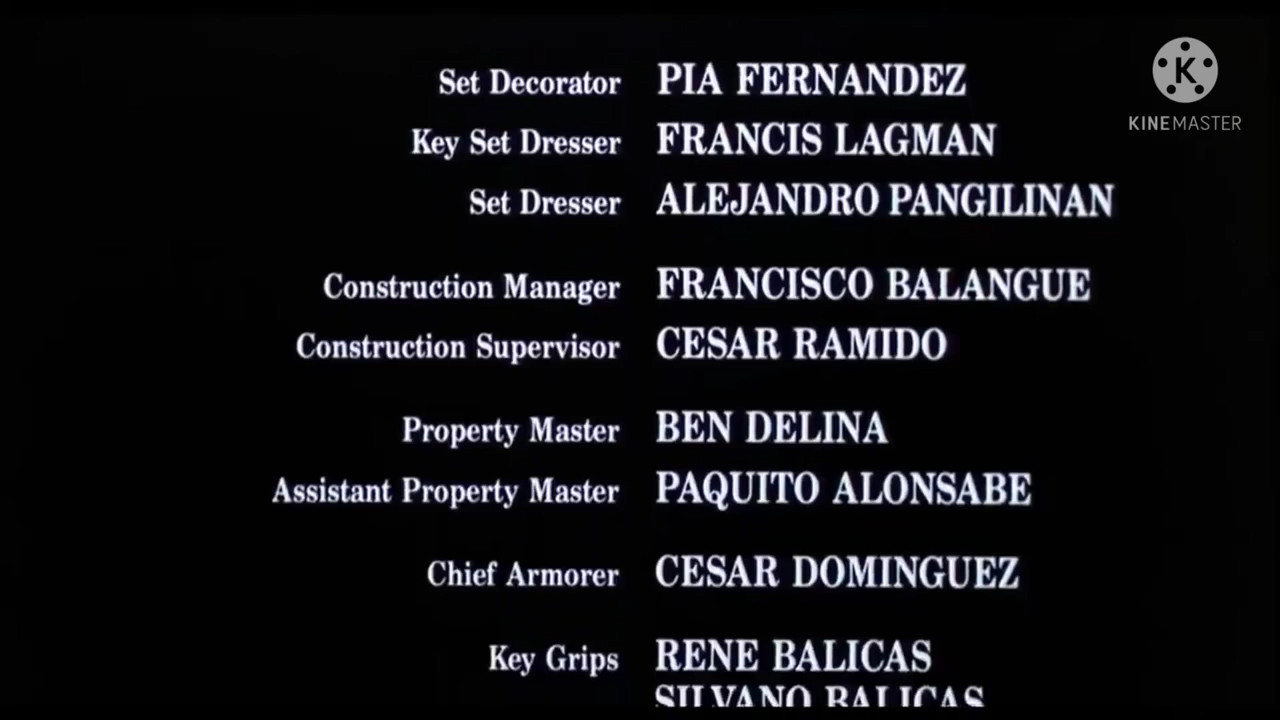 Set Decorator PIA FERNANDEZ
Key Set Dresser FRANCIS LAGMAN
Set Dresser ALEJANDRO PANGILINAN
Construction Manager FRANCISCO BALANGUE
Construction Supervisor CESAR RAMIDO
Property Master BEN DELINA
Assistant Property Master PAQUITO ALONSABE
Chief Armorer CESAR DOMINGUEZ
Key Grips RENE BALICAS
SILVANO BALICAS
K
KINEMASTER